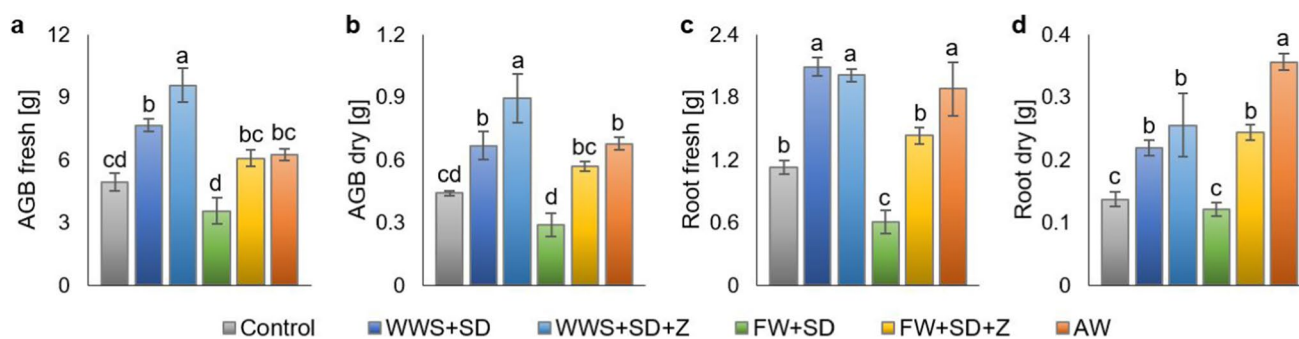 a
12
9
6
3
0
AGB fresh [g]
cd
b
a
d
bc
bc
b
1.2
0.9
0.6
0.3
0
AGB dry [g]
cd
b
a
d
bc
b
c
2.4
1.8
1.2
0.6
0
Root fresh [g]
b
a
a
c
b
a
d
0.4
0.3
0.2
0.1
0
Root dry [g]
c
b
b
c
b
a
Control WWS+SD WWS+SD+Z FW+SD FW+SD+Z AW